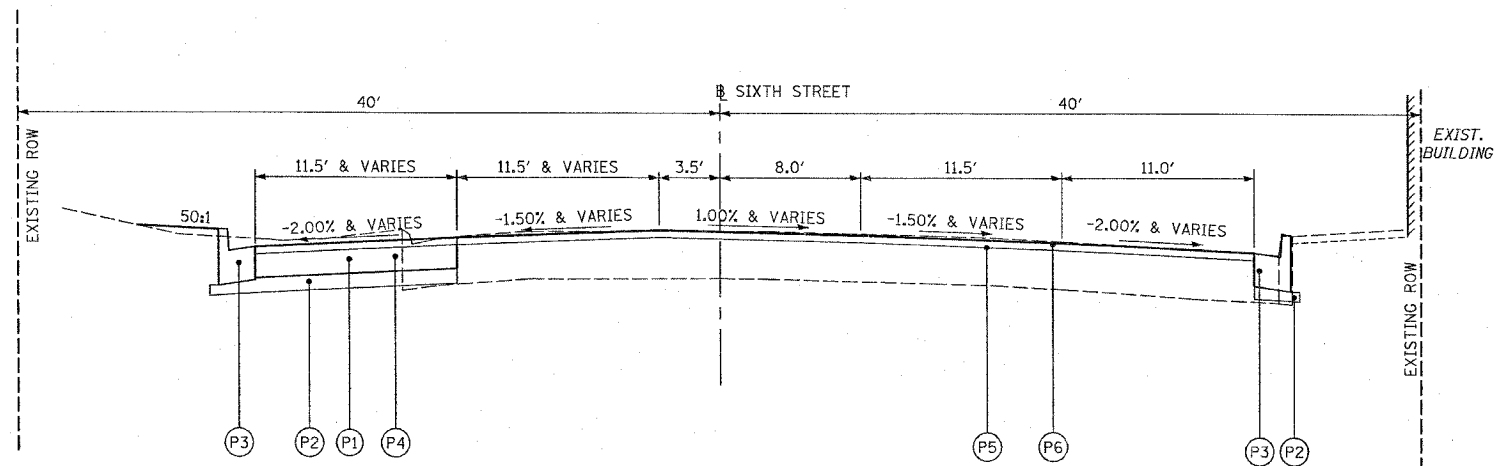 ℄ SIXTH STREET
40' 40'
EXISTING ROW
EXIST.
BUILDING
11.5' & VARIES 11.5' & VARIES 3.5' 8.0' 11.5' 11.0'
50:1 -2.00% & VARIES -1.50% & VARIES 1.00% & VARIES -1.50% & VARIES -2.00% & VARIES
EXISTING ROW
P3 P2 P1 P4 P5 P6 P3 P2